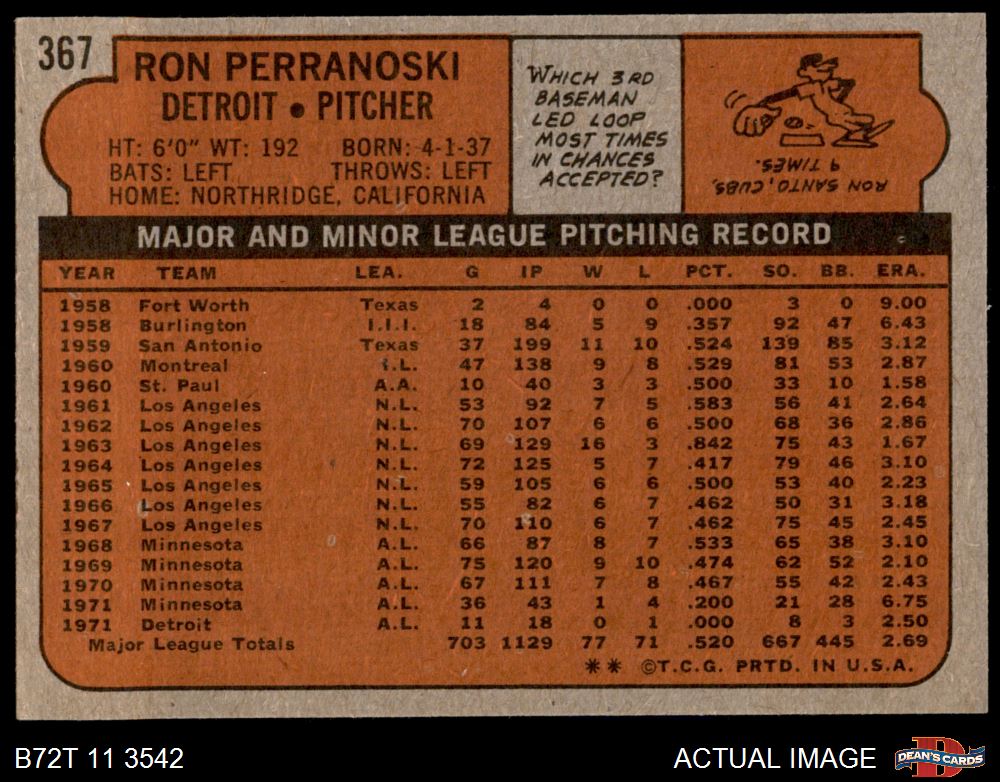 367
RON PERRANOSKI
DETROIT • PITCHER
HT: 6'0" WT: 192 BORN: 4-1-37
BATS: LEFT THROWS: LEFT
HOME: NORTHRIDGE, CALIFORNIA
WHICH 3RD
BASEMAN
LED LOOP
MOST TIMES
IN CHANCES
ACCEPTED?
RON SANTO, CUBS,
9 TIMES.
MAJOR AND MINOR LEAGUE PITCHING RECORD
YEAR TEAM LEA. G IP W L PCT. SO. BB. ERA.
1958 Fort Worth Texas 2 4 0 0 .000 3 0 9.00
1958 Burlington I.I.I. 18 84 5 9 .357 92 47 6.43
1959 San Antonio Texas 37 199 11 10 .524 139 85 3.12
1960 Montreal I.L. 47 138 9 8 .529 81 53 2.87
1960 St. Paul A.A. 10 40 3 3 .500 33 10 1.58
1961 Los Angeles N.L. 53 92 7 5 .583 56 41 2.64
1962 Los Angeles N.L. 70 107 6 6 .500 68 36 2.86
1963 Los Angeles N.L. 69 129 16 3 .842 75 43 1.67
1964 Los Angeles N.L. 72 125 5 7 .417 79 46 3.10
1965 Los Angeles N.L. 59 105 6 6 .500 53 40 2.23
1966 Los Angeles N.L. 55 82 6 7 .462 50 31 3.18
1967 Los Angeles N.L. 70 110 6 7 .462 75 45 2.45
1968 Minnesota A.L. 66 87 8 7 .533 65 38 3.10
1969 Minnesota A.L. 75 120 9 10 .474 62 52 2.10
1970 Minnesota A.L. 67 111 7 8 .467 55 42 2.43
1971 Minnesota A.L. 36 43 1 4 .200 21 28 6.75
1971 Detroit A.L. 11 18 0 1 .000 8 3 2.50
Major League Totals 703 1129 77 71 .520 667 445 2.69
** ©T.C.G. PRTD. IN U.S.A.
B72T 11 3542 ACTUAL IMAGE
D
DEAN'S CARDS